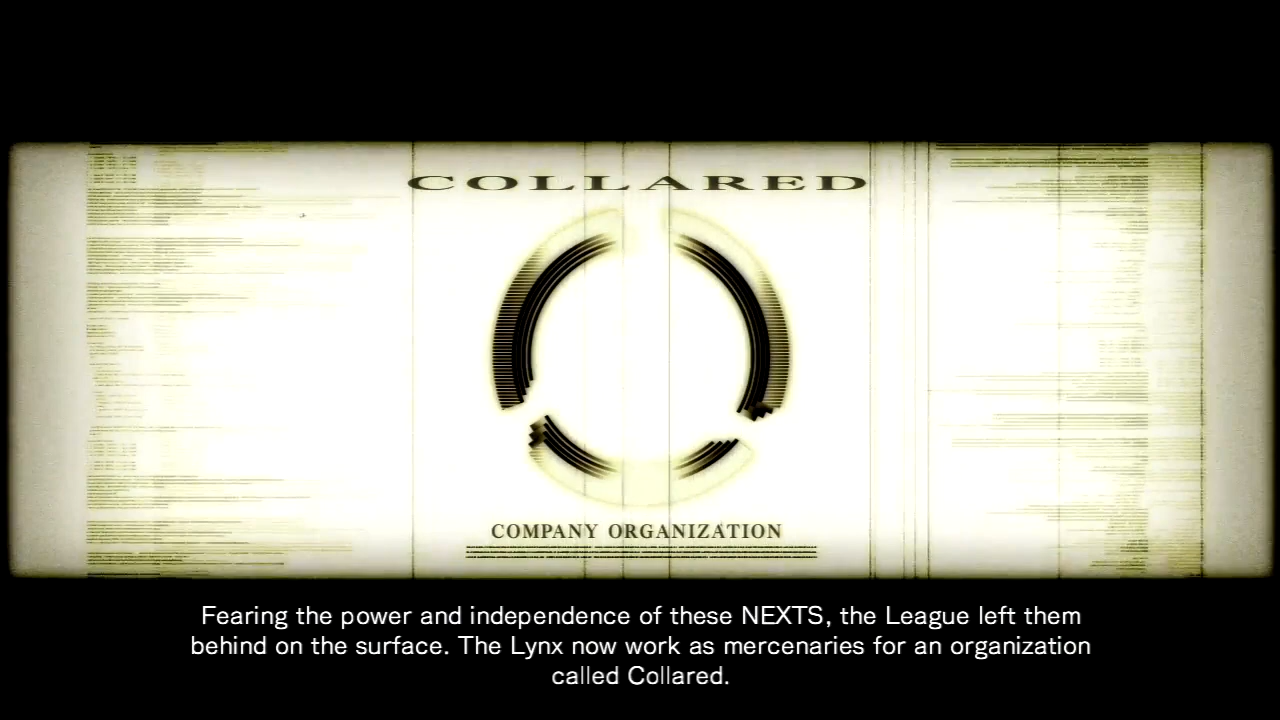 COLLARED
COMPANY ORGANIZATION
Fearing the power and independence of these NEXTS, the League left them
behind on the surface. The Lynx now work as mercenaries for an organization
called Collared.